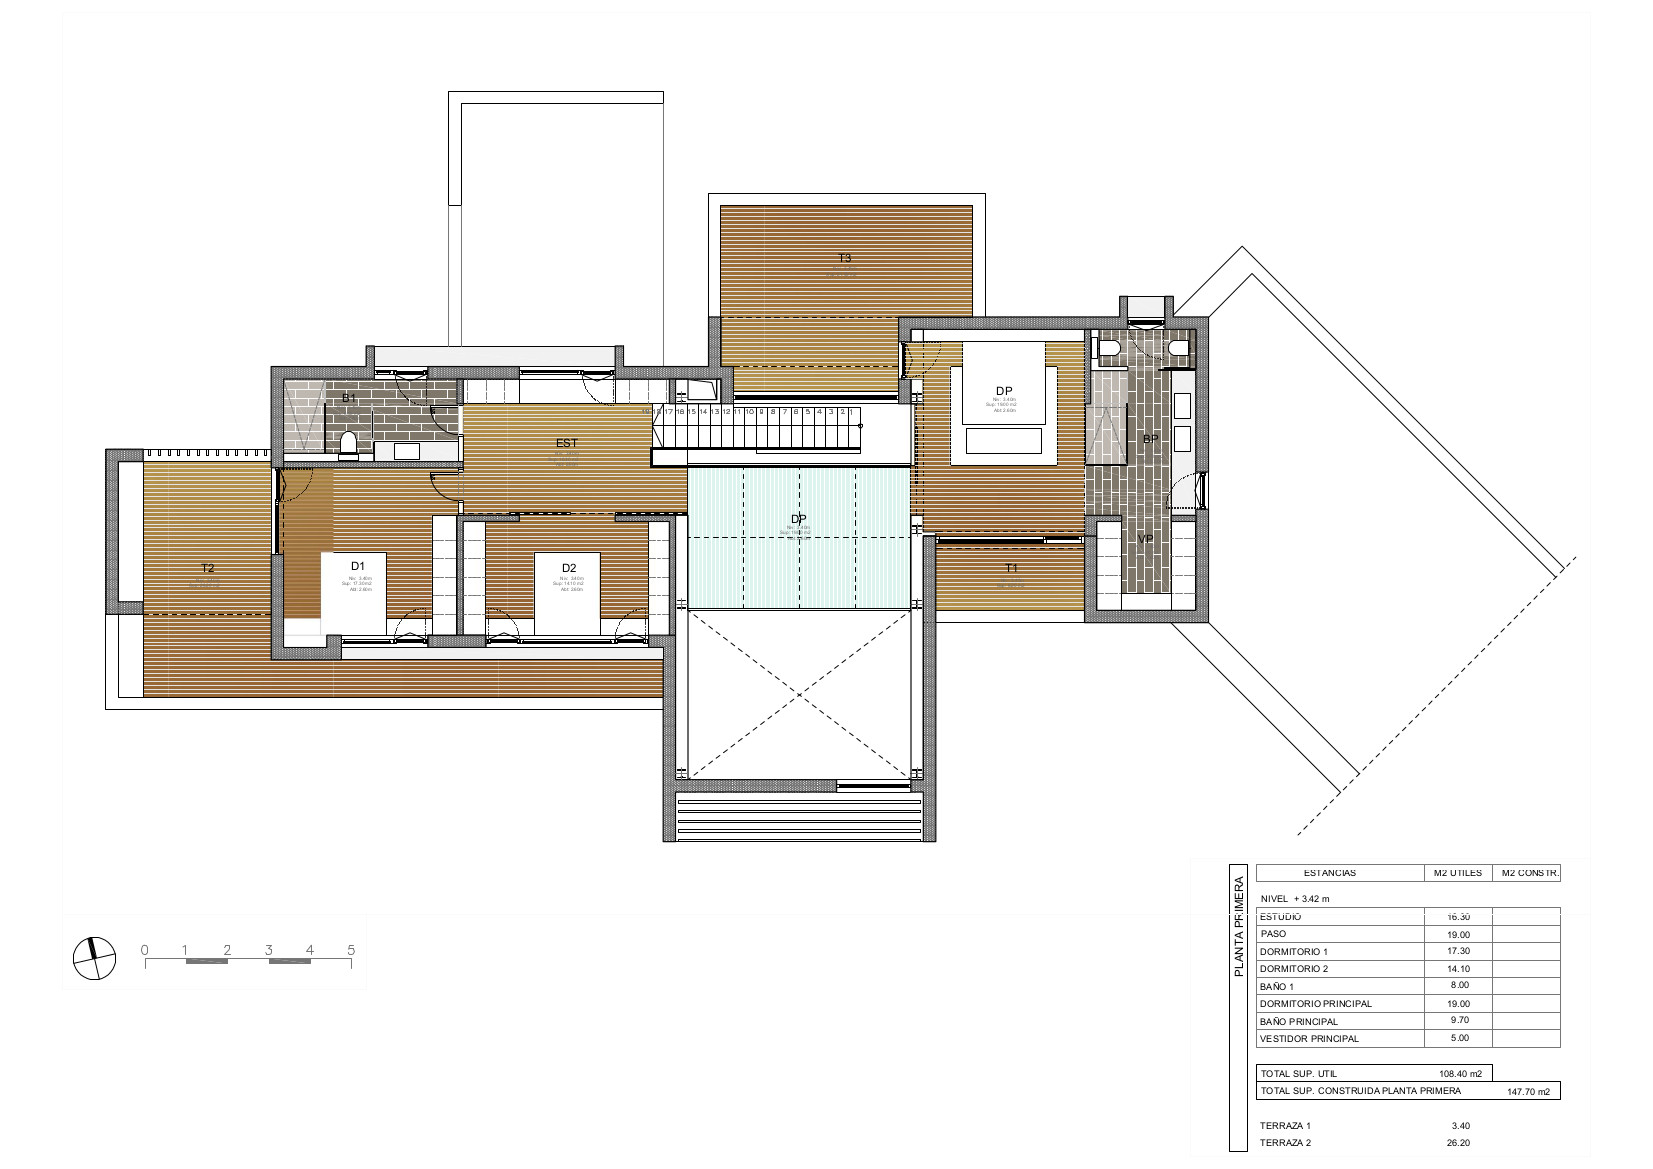 T3
DP
Niv.: 3.40m
Sup: 19.00 m2
Alt: 2.60m
B1
19 18 17 16 15 14 13 12 11 10 9 8 7 6 5 4 3 2 1
EST
BP
DP
VP
T2
D1
Niv.: 3.40m
Sup: 17.30m2
Alt: 2.60m
D2
Niv.: 3.40m
Sup: 14.10 m2
Alt: 2.60m
T1
PLANTA PRIMERA
ESTANCIAS M2 UTILES M2 CONSTR.
NIVEL + 3.42 m
ESTUDIO 16.30
PASO 19.00
DORMITORIO 1 17.30
DORMITORIO 2 14.10
BAÑO 1 8.00
DORMITORIO PRINCIPAL 19.00
BAÑO PRINCIPAL 9.70
VESTIDOR PRINCIPAL 5.00
TOTAL SUP. UTIL 108.40 m2
TOTAL SUP. CONSTRUIDA PLANTA PRIMERA 147.70 m2
TERRAZA 1 3.40
TERRAZA 2 26.20
0 1 2 3 4 5